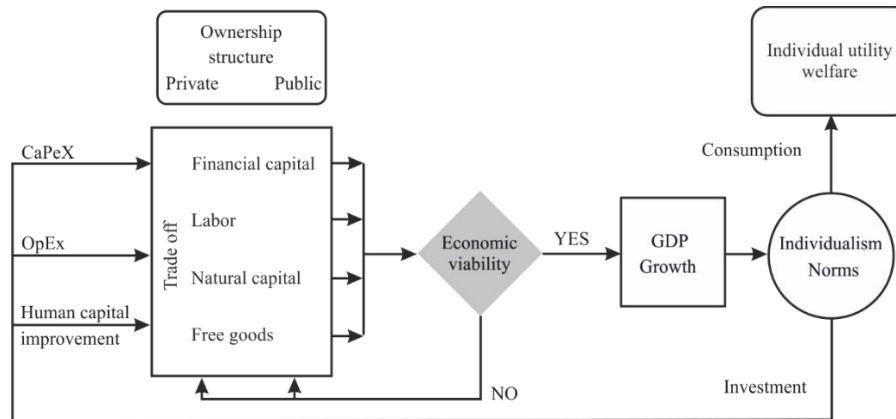 Ownership
structure
Private Public
Individual utility
welfare
CaPeX
Financial capital
Consumption
Labor
OpEx
Trade off
Economic
viability
YES
GDP
Growth
Individualism
Norms
Natural capital
Human capital
improvement
Free goods
NO
Investment